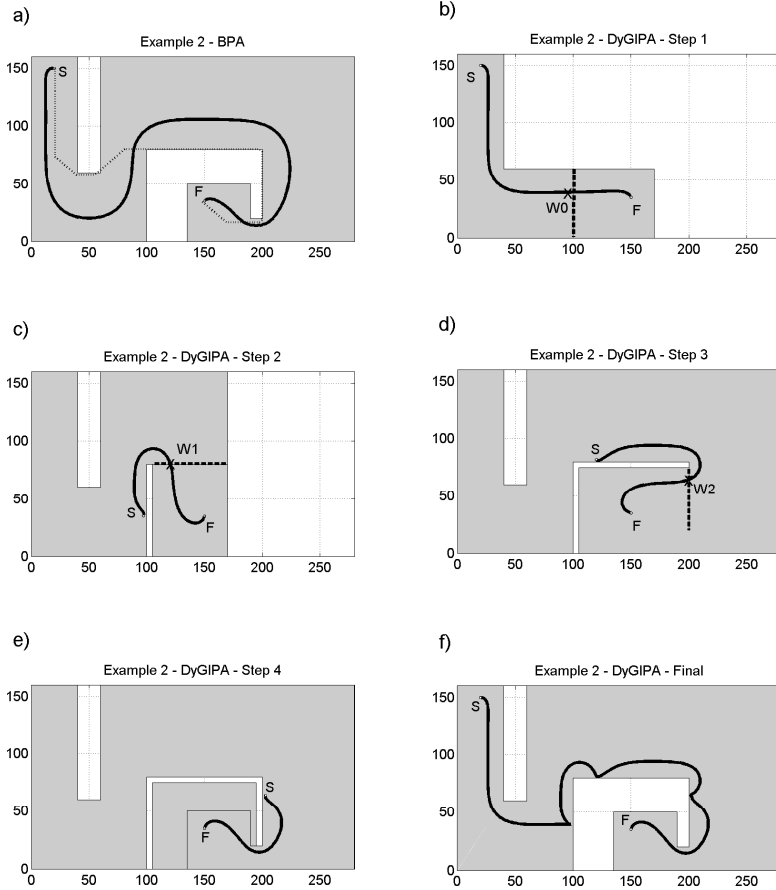 a)
Example 2 - BPA
150
100
50
0
0 50 100 150 200 250
S
F
b)
Example 2 - DyGIPA - Step 1
150
100
50
0
0 50 100 150 200 250
S
W0
F
c)
Example 2 - DyGIPA - Step 2
150
100
50
0
0 50 100 150 200 250
W1
S
F
d)
Example 2 - DyGIPA - Step 3
150
100
50
0
0 50 100 150 200 250
S
W2
F
e)
Example 2 - DyGIPA - Step 4
150
100
50
0
0 50 100 150 200 250
S
F
f)
Example 2 - DyGIPA - Final
150
100
50
0
0 50 100 150 200 250
S
F